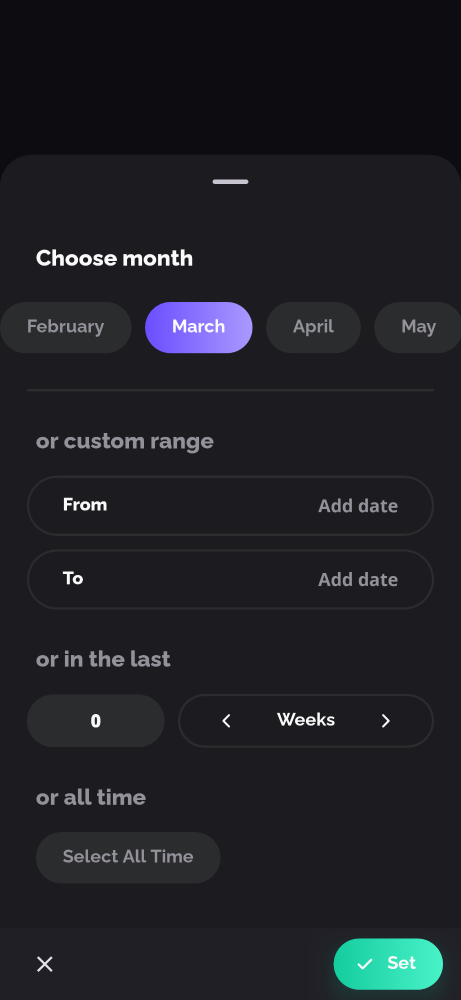 Choose month
February March April May
or custom range
From Add date
To Add date
or in the last
0 Weeks
or all time
Select All Time
Set